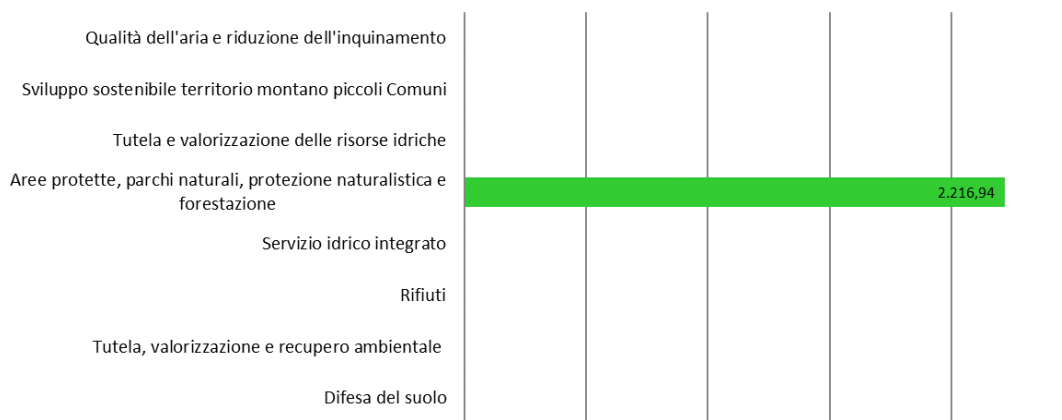 Qualità dell'aria e riduzione dell'inquinamento
Sviluppo sostenibile territorio montano piccoli Comuni
Tutela e valorizzazione delle risorse idriche
Aree protette, parchi naturali, protezione naturalistica e
forestazione
2.216,94
Servizio idrico integrato
Rifiuti
Tutela, valorizzazione e recupero ambientale
Difesa del suolo